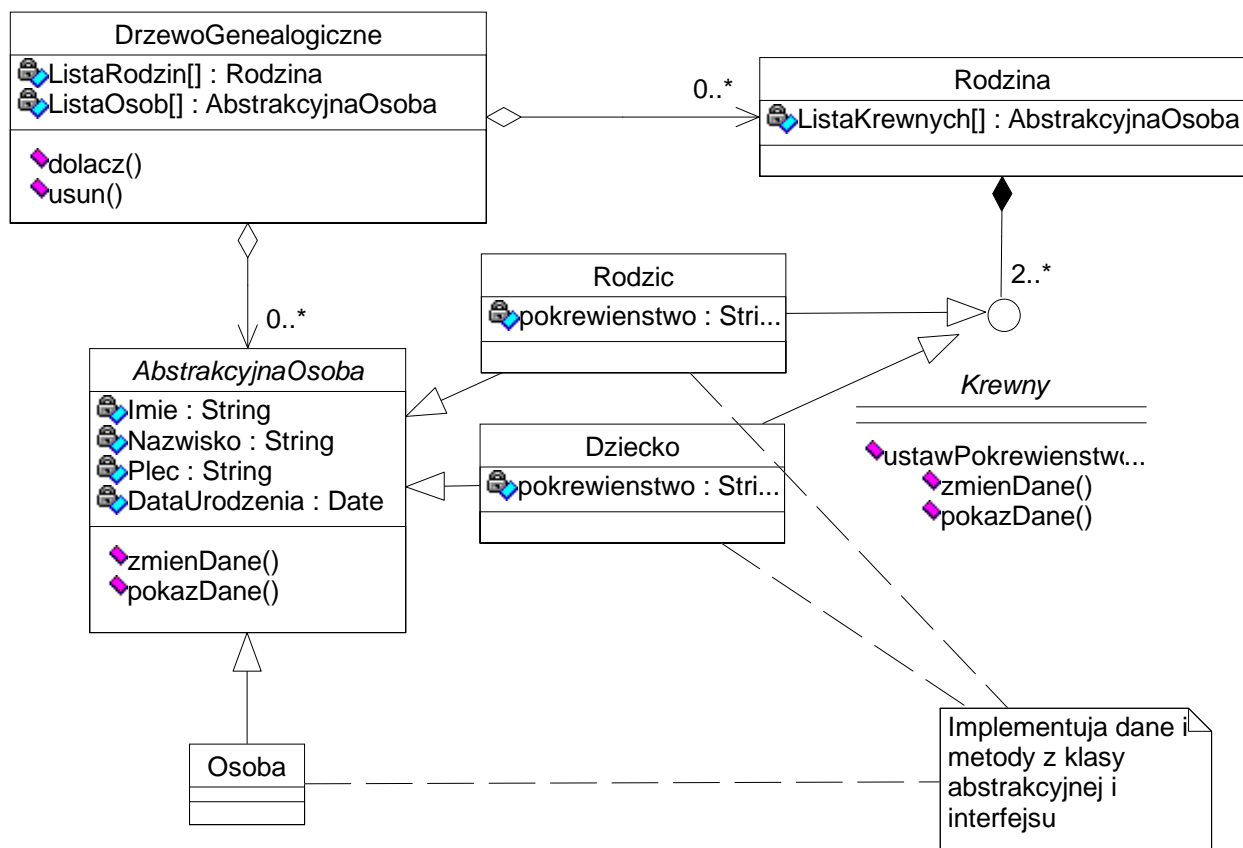 DrzewoGenealogiczne
ListaRodzin[] : Rodzina
ListaOsob[] : AbstrakcyjnaOsoba
dolacz()
usun()
0..*
Rodzina
ListaKrewnych[] : AbstrakcyjnaOsoba
2..*
0..*
Rodzic
pokrewienstwo : Stri...
AbstrakcyjnaOsoba
Imie : String
Nazwisko : String
Plec : String
DataUrodzenia : Date
zmienDane()
pokazDane()
Dziecko
pokrewienstwo : Stri...
Krewny
ustawPokrewienstwo...
zmienDane()
pokazDane()
Osoba
Implementuja dane i
metody z klasy
abstrakcyjnej i
interfejsu